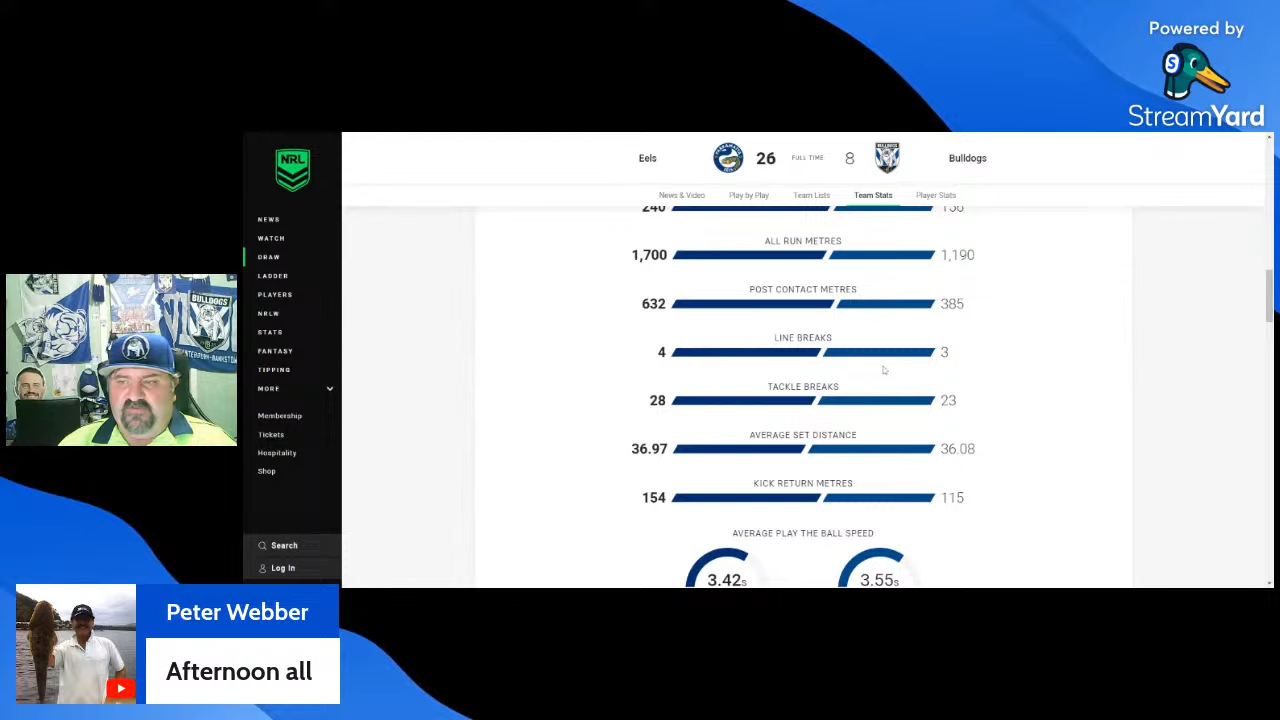 Powered by
StreamYard
NRL
Eels
26
FULL TIME
8
Bulldogs
News & Video
Play by Play
Team Lists
Team Stats
Player Stats
NEWS
WATCH
DRAW
LADDER
PLAYERS
NRLW
STATS
FANTASY
TIPPING
MORE
Membership
Tickets
Hospitality
Shop
Search
Log In
ALL RUN METRES
1,700
1,190
POST CONTACT METRES
632
385
LINE BREAKS
4
3
TACKLE BREAKS
28
23
AVERAGE SET DISTANCE
36.97
36.08
KICK RETURN METRES
154
115
AVERAGE PLAY THE BALL SPEED
3.42s
3.55s
BULLDOGS
Peter Webber
Afternoon all